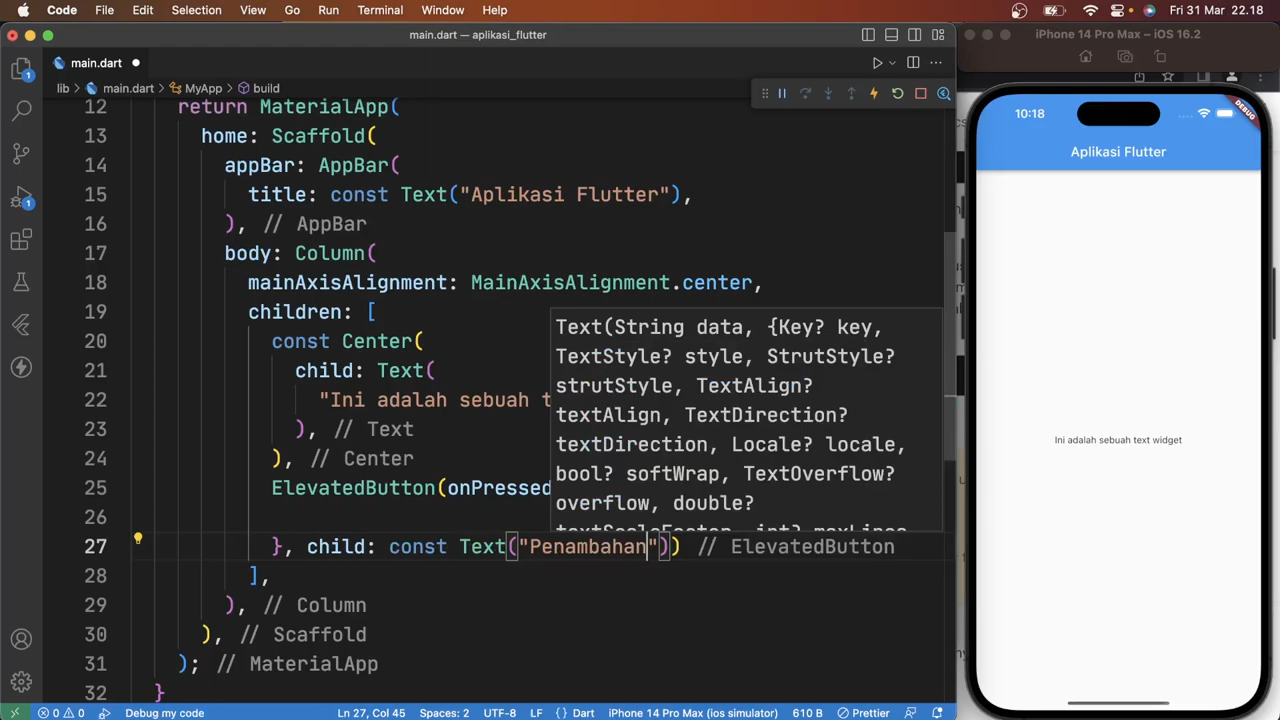 Code File Edit Selection View Go Run Terminal Window Help Fri 31 Mar 22.18
main.dart — aplikasi_flutter
iPhone 14 Pro Max – iOS 16.2
main.dart
lib > main.dart > MyApp > build
12 return MaterialApp(
13 home: Scaffold(
14 appBar: AppBar(
15 title: const Text("Aplikasi Flutter"),
16 ), // AppBar
17 body: Column(
18 mainAxisAlignment: MainAxisAlignment.center,
19 children: [
20 const Center(
21 child: Text(
22 "Ini adalah sebuah t
23 ), // Text
24 ), // Center
25 ElevatedButton(onPressed
26
27 }, child: const Text("Penambahan")) // ElevatedButton
28 ],
29 ), // Column
30 ), // Scaffold
31 ); // MaterialApp
32 }
Text(String data, {Key? key,
TextStyle? style, StrutStyle?
strutStyle, TextAlign?
textAlign, TextDirection?
textDirection, Locale? locale,
bool? softWrap, TextOverflow?
overflow, double?
textScaleFactor, int? maxLines
1
1
0 0 Debug my code Ln 27, Col 45 Spaces: 2 UTF-8 LF {} Dart iPhone 14 Pro Max (ios simulator) 610 B Prettier
10:18
DEBUG
Aplikasi Flutter
Ini adalah sebuah text widget